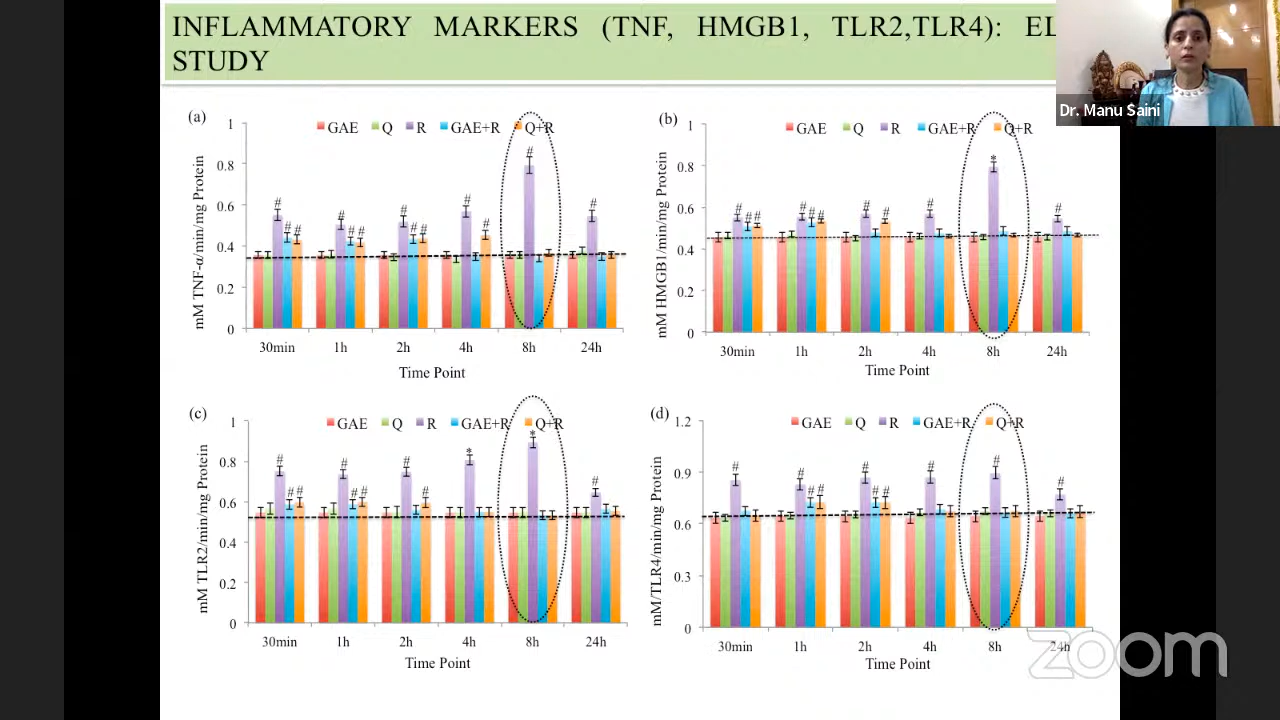 INFLAMMATORY MARKERS (TNF, HMGB1, TLR2,TLR4): EL
STUDY
Dr. Manu Saini
(a)
GAE Q R GAE+R Q+R
mM TNF-α/min/mg Protein
1
0.8
0.6
0.4
0.2
0
# # # # # # # # # # # # # #
30min 1h 2h 4h 8h 24h
Time Point
(b)
GAE Q R GAE+R Q+R
mM HMGB1/min/mg Protein
1
0.8
0.6
0.4
0.2
0
# # # # # # # # # * #
30min 1h 2h 4h 8h 24h
Time Point
(c)
GAE Q R GAE+R Q+R
mM TLR2/min/mg Protein
1
0.8
0.6
0.4
0.2
0
# # # # # # # # * * #
30min 1h 2h 4h 8h 24h
Time Point
(d)
GAE Q R GAE+R Q+R
mM/TLR4/min/mg Protein
1.2
0.9
0.6
0.3
0
# # # # # # # # # #
30min 1h 2h 4h 8h 24h
Time Point
zoom